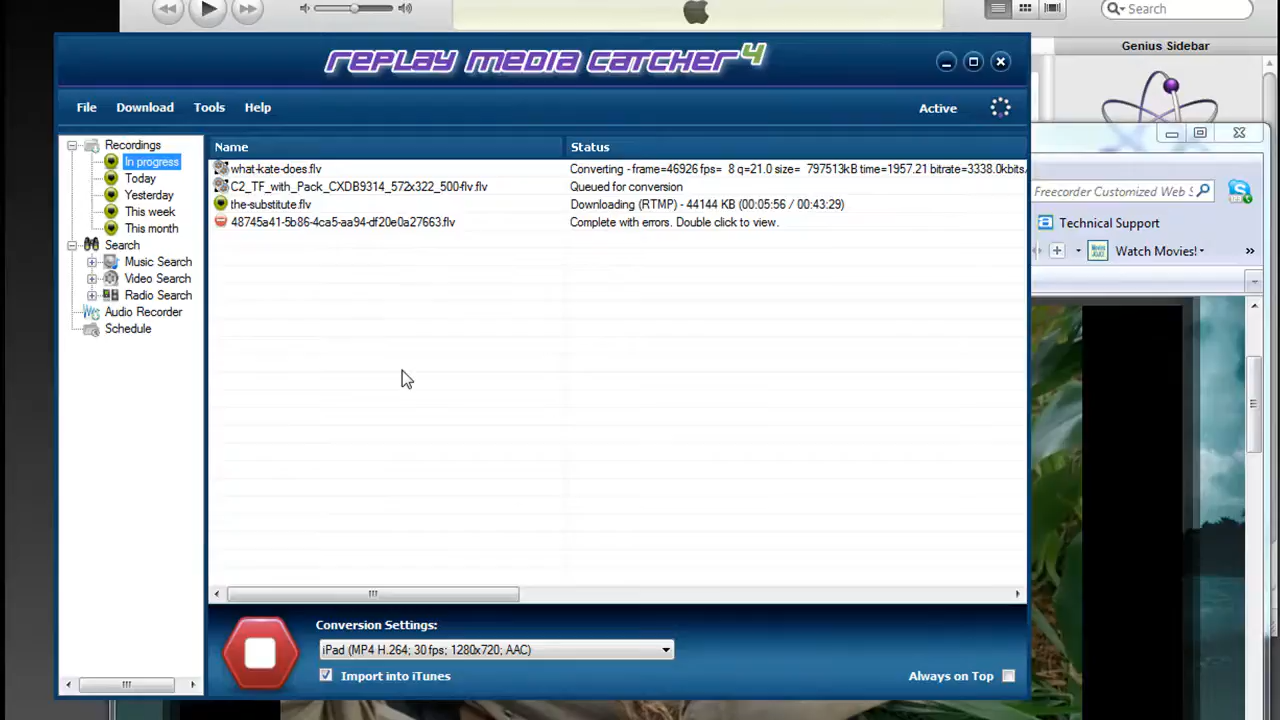 Search
Genius Sidebar
replay media catcher 4
File Download Tools Help Active
Recordings
In progress
Today
Yesterday
This week
This month
Search
Music Search
Video Search
Radio Search
Audio Recorder
Schedule
Name Status
what-kate-does.flv Converting - frame=46926 fps= 8 q=21.0 size= 797513kB time=1957.21 bitrate=3338.0kbits/
C2_TF_with_Pack_CXDB9314_572x322_500-flv.flv Queued for conversion
the-substitute.flv Downloading (RTMP) - 44144 KB (00:05:56 / 00:43:29)
48745a41-5b86-4ca5-aa94-df20e0a27663.flv Complete with errors. Double click to view.
Freecorder Customized Web S
Technical Support
Watch Movies!
Conversion Settings:
iPad (MP4 H.264; 30 fps; 1280x720; AAC)
Import into iTunes
Always on Top